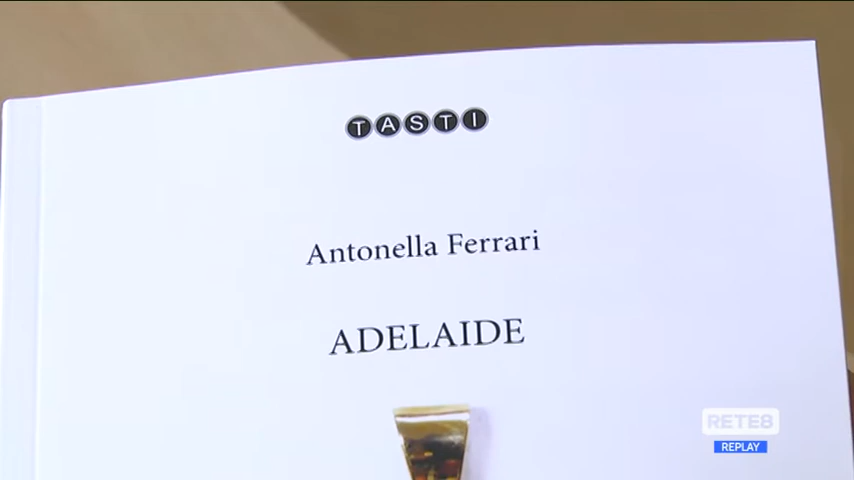 TASTI
Antonella Ferrari
ADELAIDE
RETE8
REPLAY